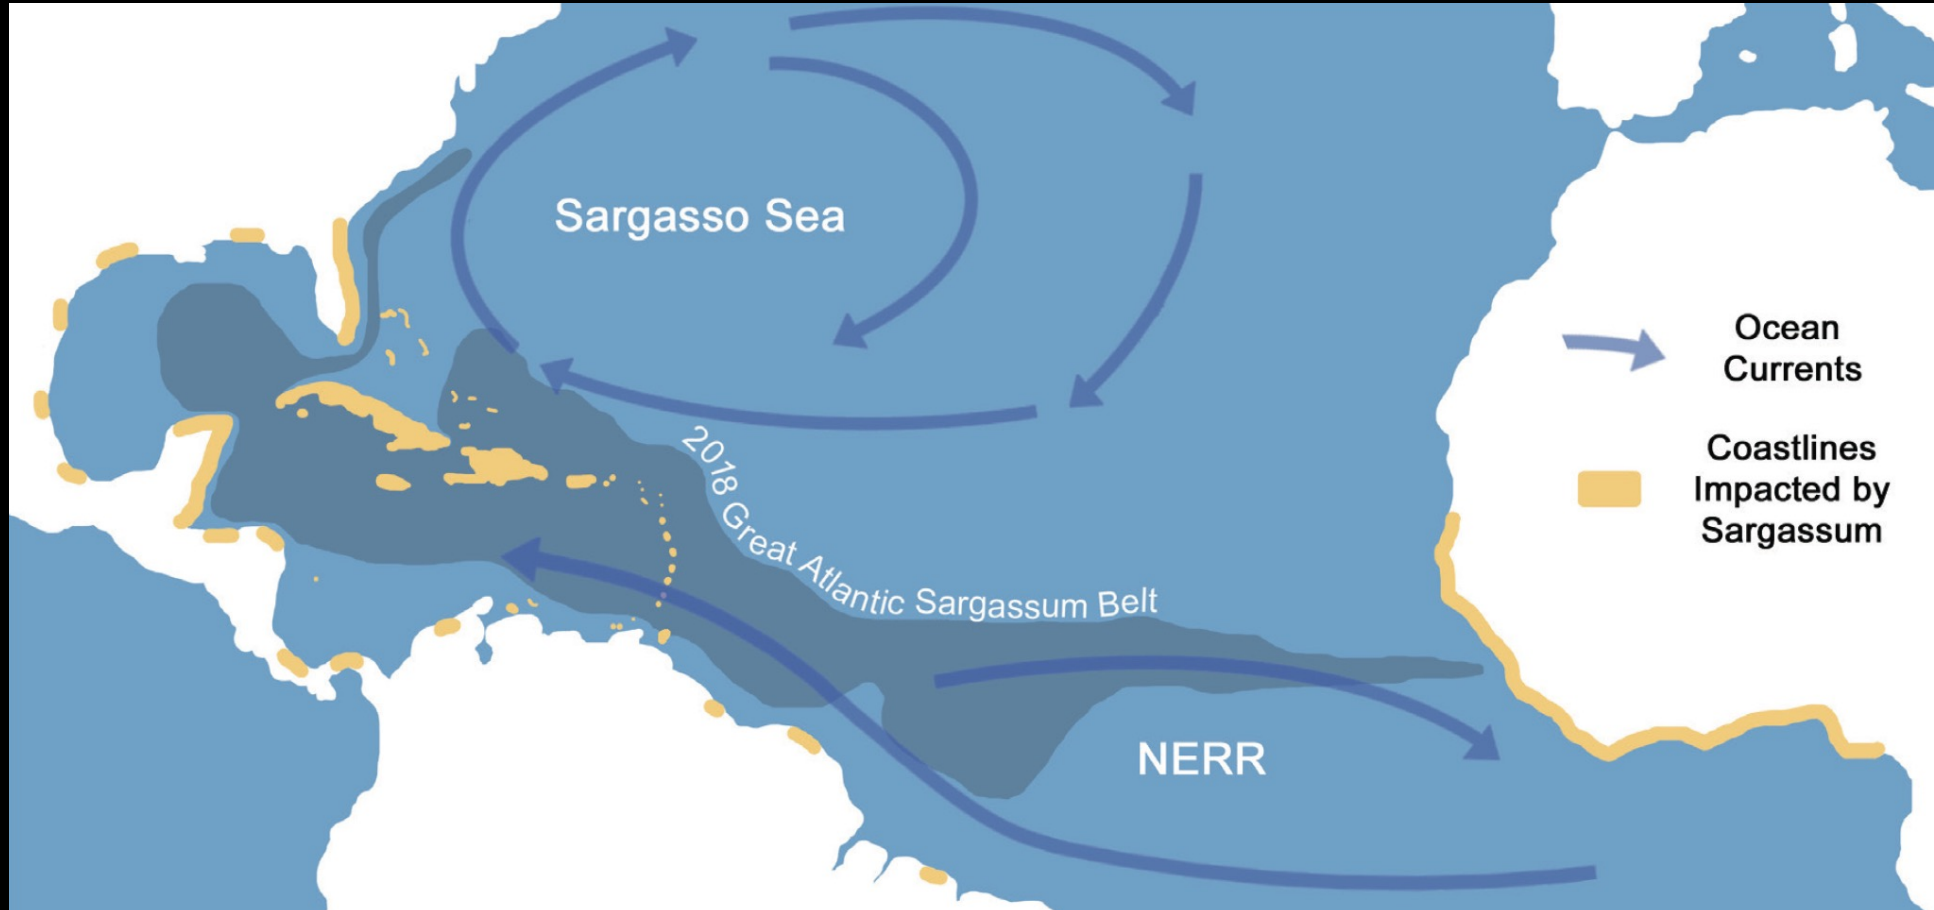 Sargasso Sea
Ocean
Currents
Coastlines
Impacted by
Sargassum
2018 Great Atlantic Sargassum Belt
NERR